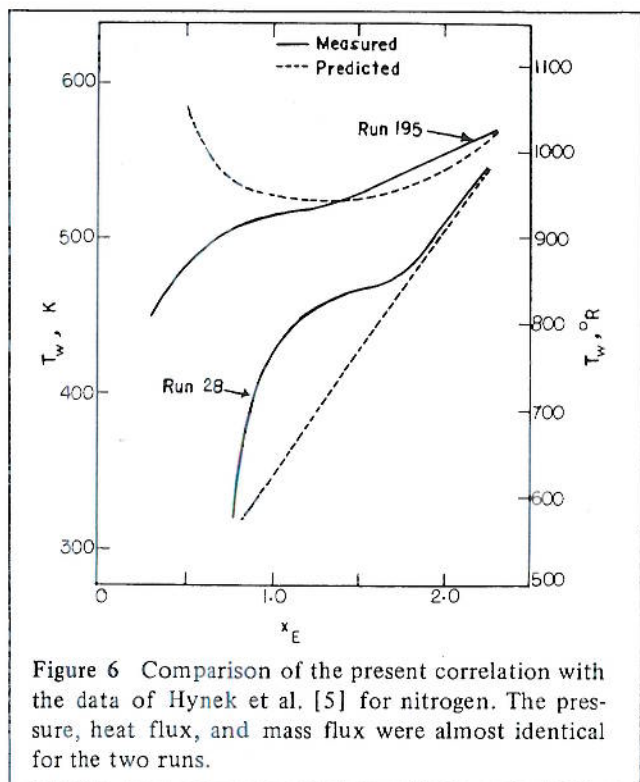 Measured
Predicted
600
500
400
300
T_w, K
1100
1000
900
800
700
600
500
T_w, °R
Run 195
Run 28
0
1.0
2.0
x_E
Figure 6 Comparison of the present correlation with
the data of Hynek et al. [5] for nitrogen. The pres-
sure, heat flux, and mass flux were almost identical
for the two runs.